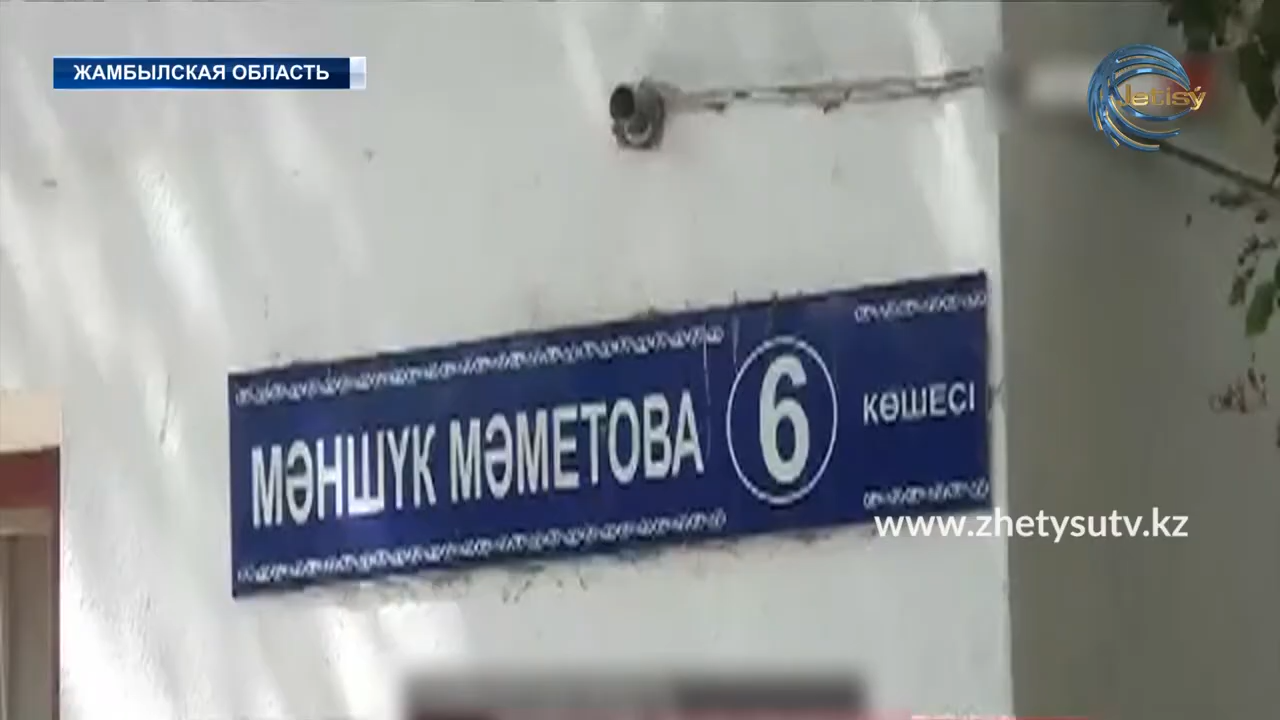 ЖАМБЫЛСКАЯ ОБЛАСТЬ
Jetisý
МӘНШҮК МӘМЕТОВА 6 КӨШЕСІ
www.zhetysutv.kz